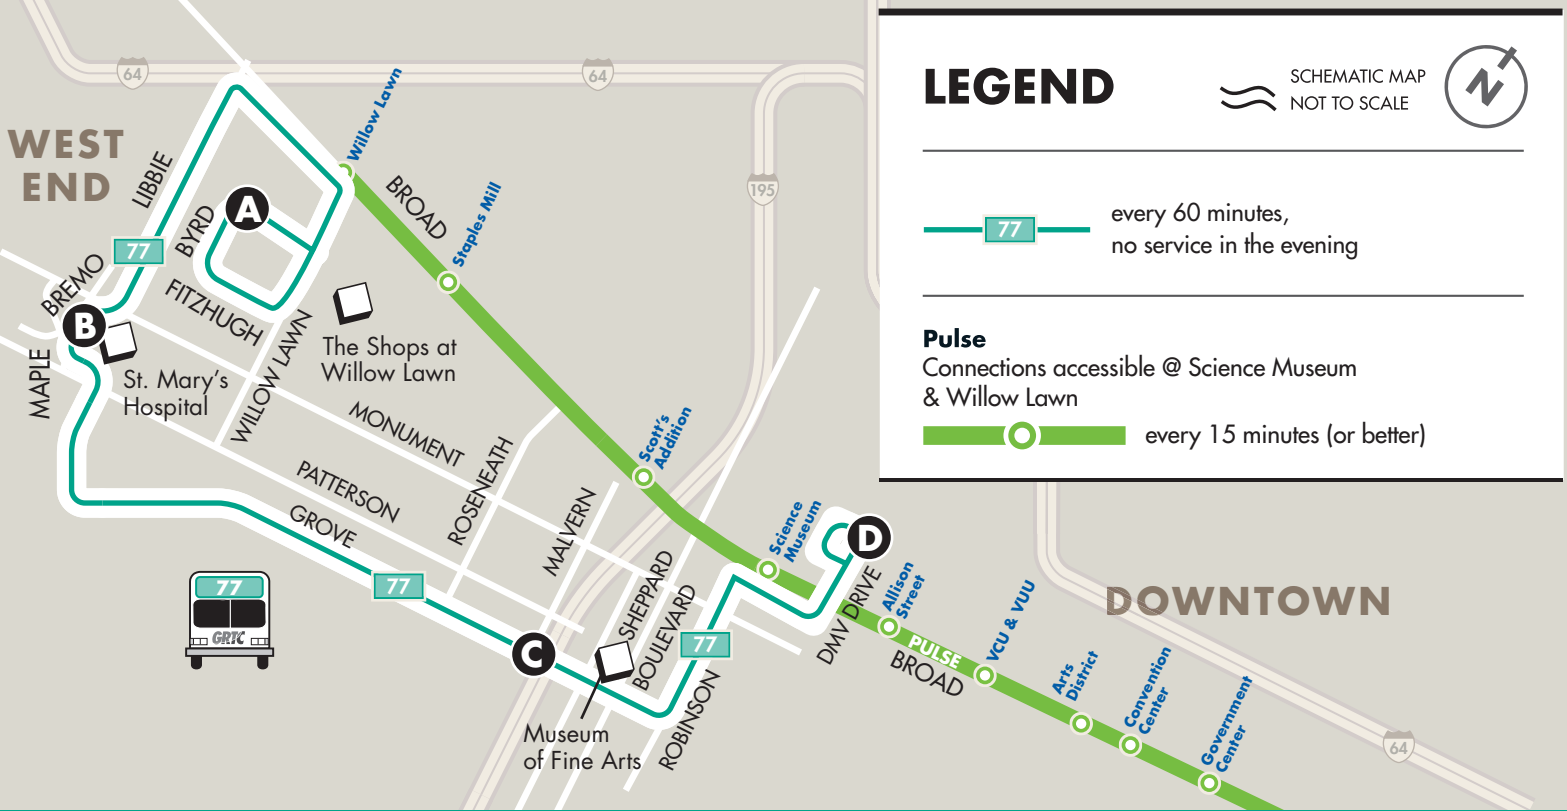 64
64
WEST
END
LIBBIE
BYRD
A
77
BREMO
B
FITZHUGH
MAPLE
St. Mary's
Hospital
WILLOW LAWN
The Shops at
Willow Lawn
Willow Lawn
BROAD
Staples Mill
195
MONUMENT
PATTERSON
GROVE
ROSENEATH
MALVERN
Scott's
Addition
77
77
GRTC
C
SHEPPARD
BOULEVARD
77
ROBINSON
Museum
of Fine Arts
Science
Museum
D
DMV DRIVE
Allison
Street
PULSE
BROAD
VCU & VUU
Arts
District
Convention
Center
Government
Center
DOWNTOWN
64
LEGEND
SCHEMATIC MAP
NOT TO SCALE
N
77
every 60 minutes,
no service in the evening
Pulse
Connections accessible @ Science Museum
& Willow Lawn
every 15 minutes (or better)